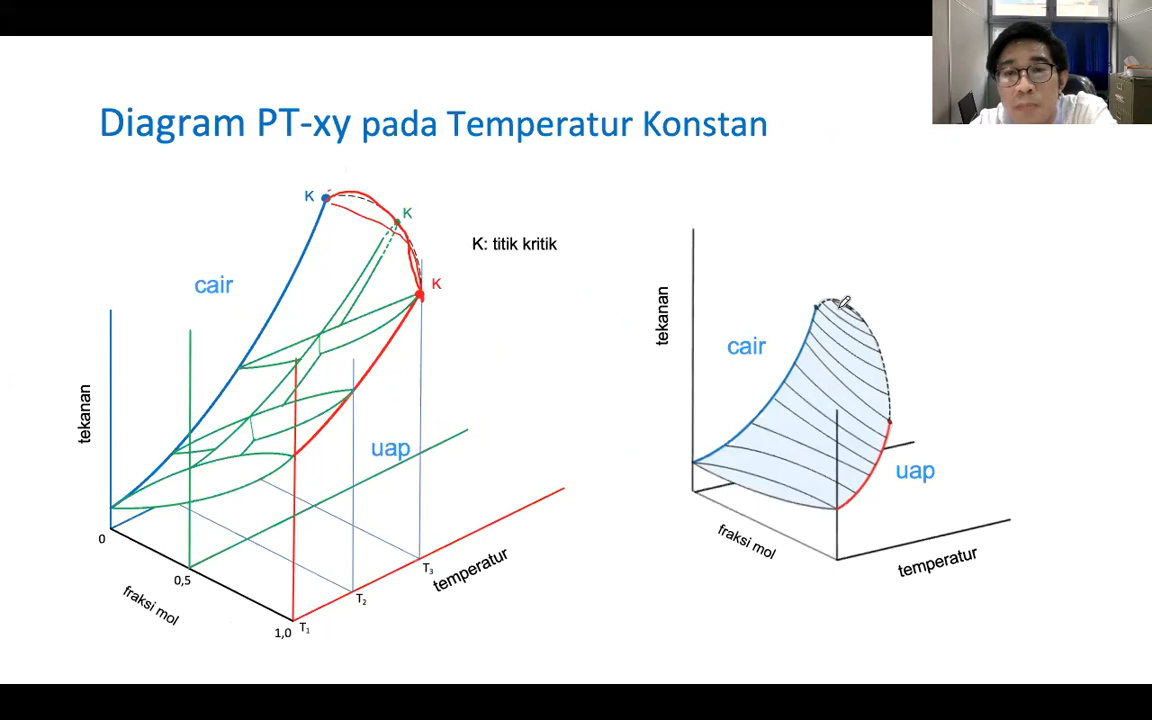 Diagram PT-xy pada Temperatur Konstan
K
K
K
K: titik kritik
cair
tekanan
uap
0
0,5
1,0
T₁
T₂
T₃
fraksi mol
temperatur
tekanan
cair
uap
fraksi mol
temperatur